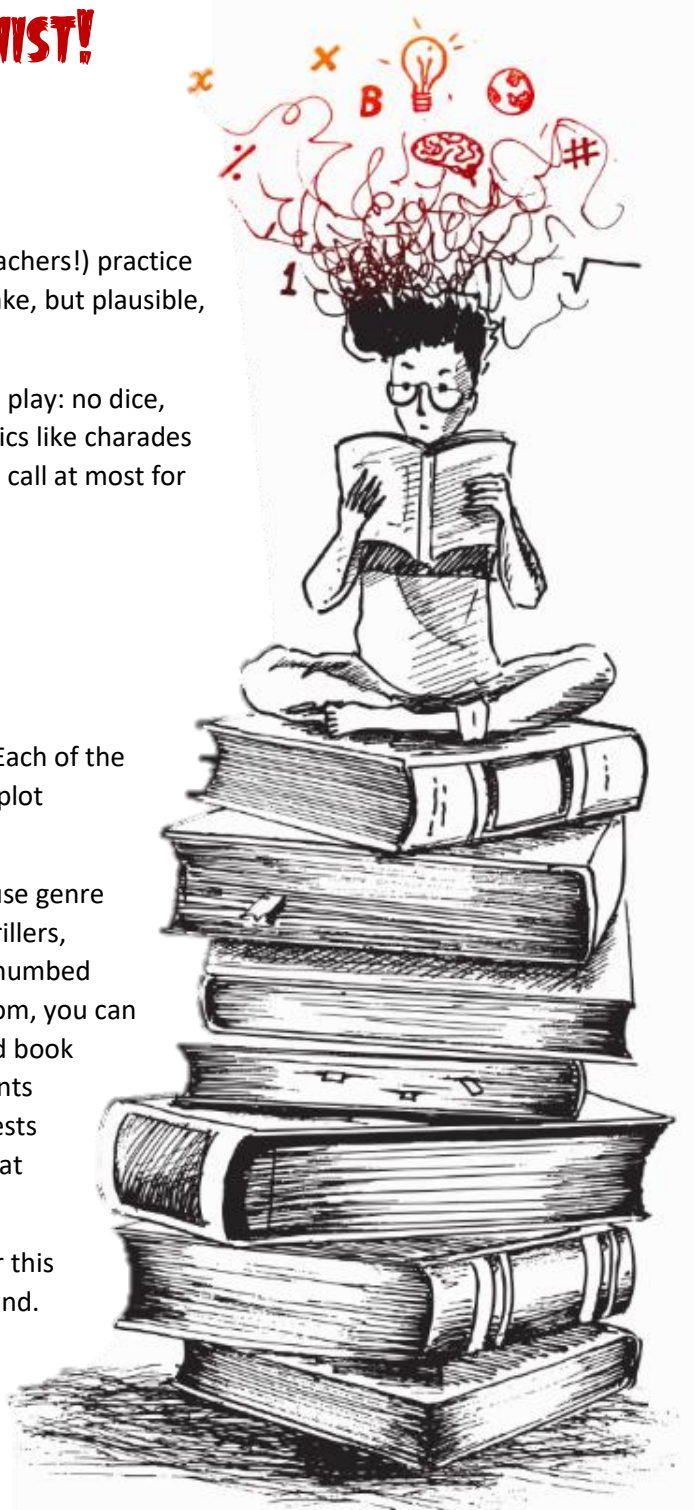 NIST!
x
x
B
%
#
1
√
achers!) practice
ake, but plausible,
play: no dice,
ics like charades
call at most for
Each of the
plot
use genre
rillers,
numbed
om, you can
d book
nts
ests
at
r this
nd.